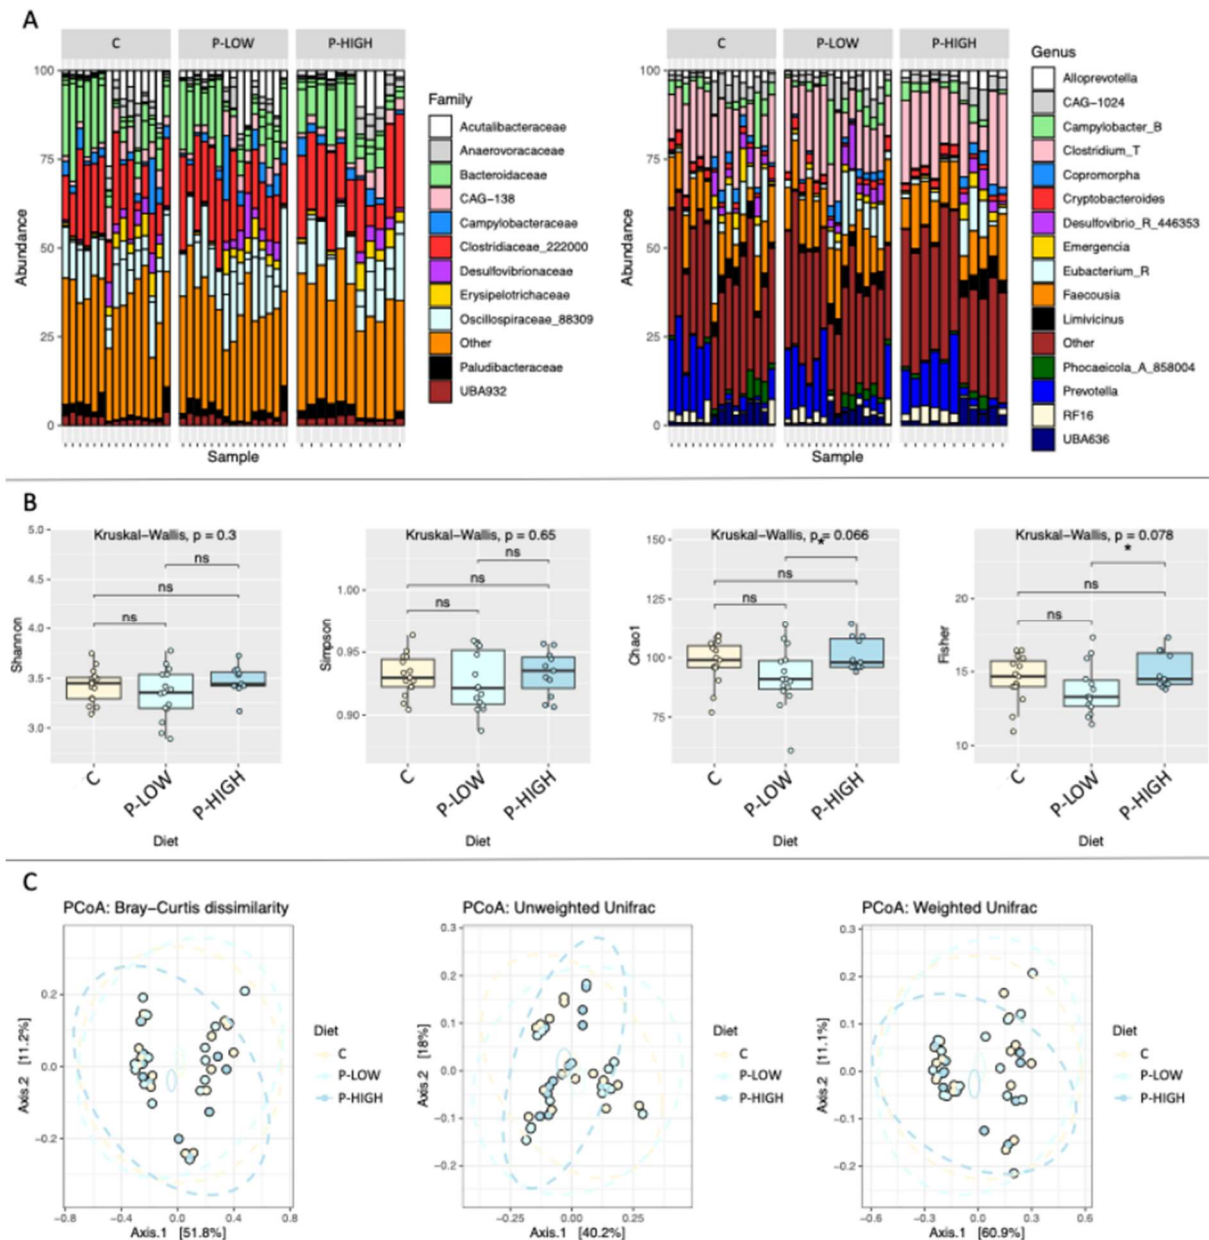 A
C P-LOW P-HIGH
100
75
50
25
0
Abundance
Sample
Family
Acutalibacteraceae
Anaerovoracaceae
Bacteroidaceae
CAG-138
Campylobacteraceae
Clostridiaceae_222000
Desulfovibrionaceae
Erysipelotrichaceae
Oscillospiraceae_88309
Other
Paludibacteraceae
UBA932
C P-LOW P-HIGH
100
75
50
25
0
Abundance
Sample
Genus
Alloprevotella
CAG-1024
Campylobacter_B
Clostridium_T
Copromorpha
Cryptobacteroides
Desulfovibrio_R_446353
Emergencia
Eubacterium_R
Faecousia
Limivicinus
Other
Phocaeicola_A_858004
Prevotella
RF16
UBA636
B
Kruskal-Wallis, p = 0.3
ns
ns
ns
5.0
4.5
4.0
3.5
3.0
Shannon
C P-LOW P-HIGH
Diet
Kruskal-Wallis, p = 0.65
ns
ns
ns
1.00
0.95
0.90
Simpson
C P-LOW P-HIGH
Diet
Kruskal-Wallis, p = 0.066
*
ns
ns
150
125
100
75
Chao1
C P-LOW P-HIGH
Diet
Kruskal-Wallis, p = 0.078
*
ns
ns
20
15
10
Fisher
C P-LOW P-HIGH
Diet
C
PCoA: Bray-Curtis dissimilarity
0.2
0.0
-0.2
Axis.2 [11.2%]
-0.8 -0.4 0.0 0.4 0.8
Axis.1 [51.8%]
Diet
C
P-LOW
P-HIGH
PCoA: Unweighted Unifrac
0.3
0.2
0.1
0.0
-0.1
-0.2
Axis.2 [18%]
-0.25 0.00 0.25
Axis.1 [40.2%]
Diet
C
P-LOW
P-HIGH
PCoA: Weighted Unifrac
0.3
0.2
0.1
0.0
-0.1
-0.2
Axis.2 [11.1%]
-0.6 -0.3 0.0 0.3 0.6
Axis.1 [60.9%]
Diet
C
P-LOW
P-HIGH